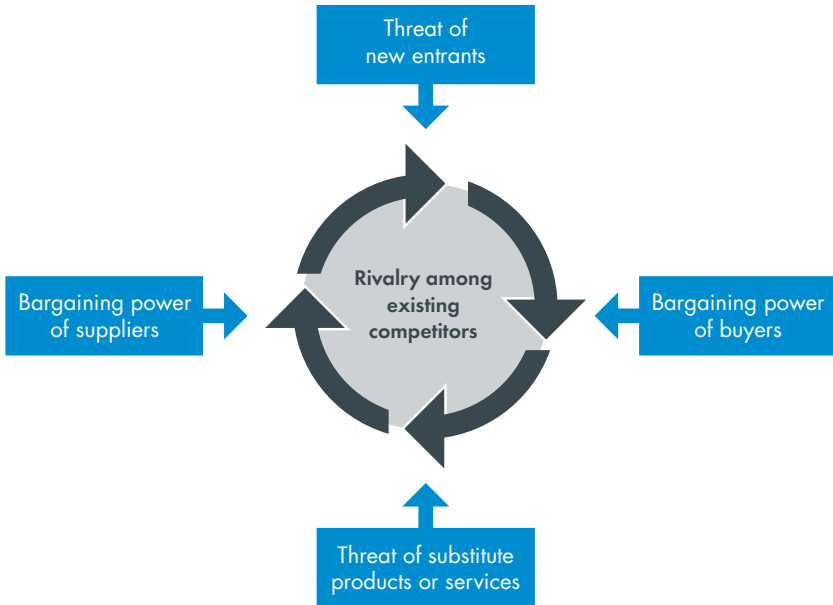 Threat of
new entrants
Bargaining power
of suppliers
Rivalry among
existing
competitors
Bargaining power
of buyers
Threat of substitute
products or services